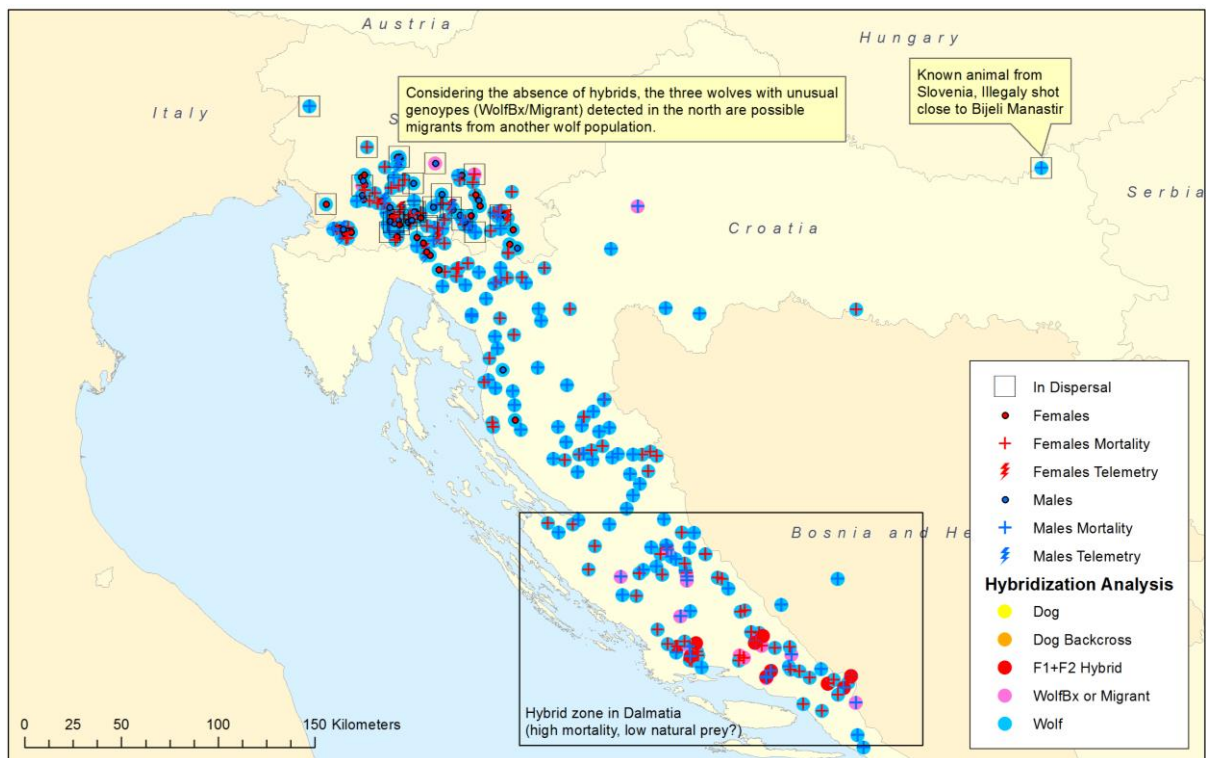 Austria
Hungary
Known animal from
Slovenia, Illegaly shot
close to Bijeli Manastir
Considering the absence of hybrids, the three wolves with unusual
genoypes (WolfBx/Migrant) detected in the north are possible
migrants from another wolf population.
Italy
S
Serbia
Croatia
In Dispersal
Females
Females Mortality
Females Telemetry
Males
Males Mortality
Males Telemetry
Hybridization Analysis
Dog
Dog Backcross
F1+F2 Hybrid
WolfBx or Migrant
Wolf
Bosnia and He
Hybrid zone in Dalmatia
(high mortality, low natural prey?)
0 25 50 100 150 Kilometers